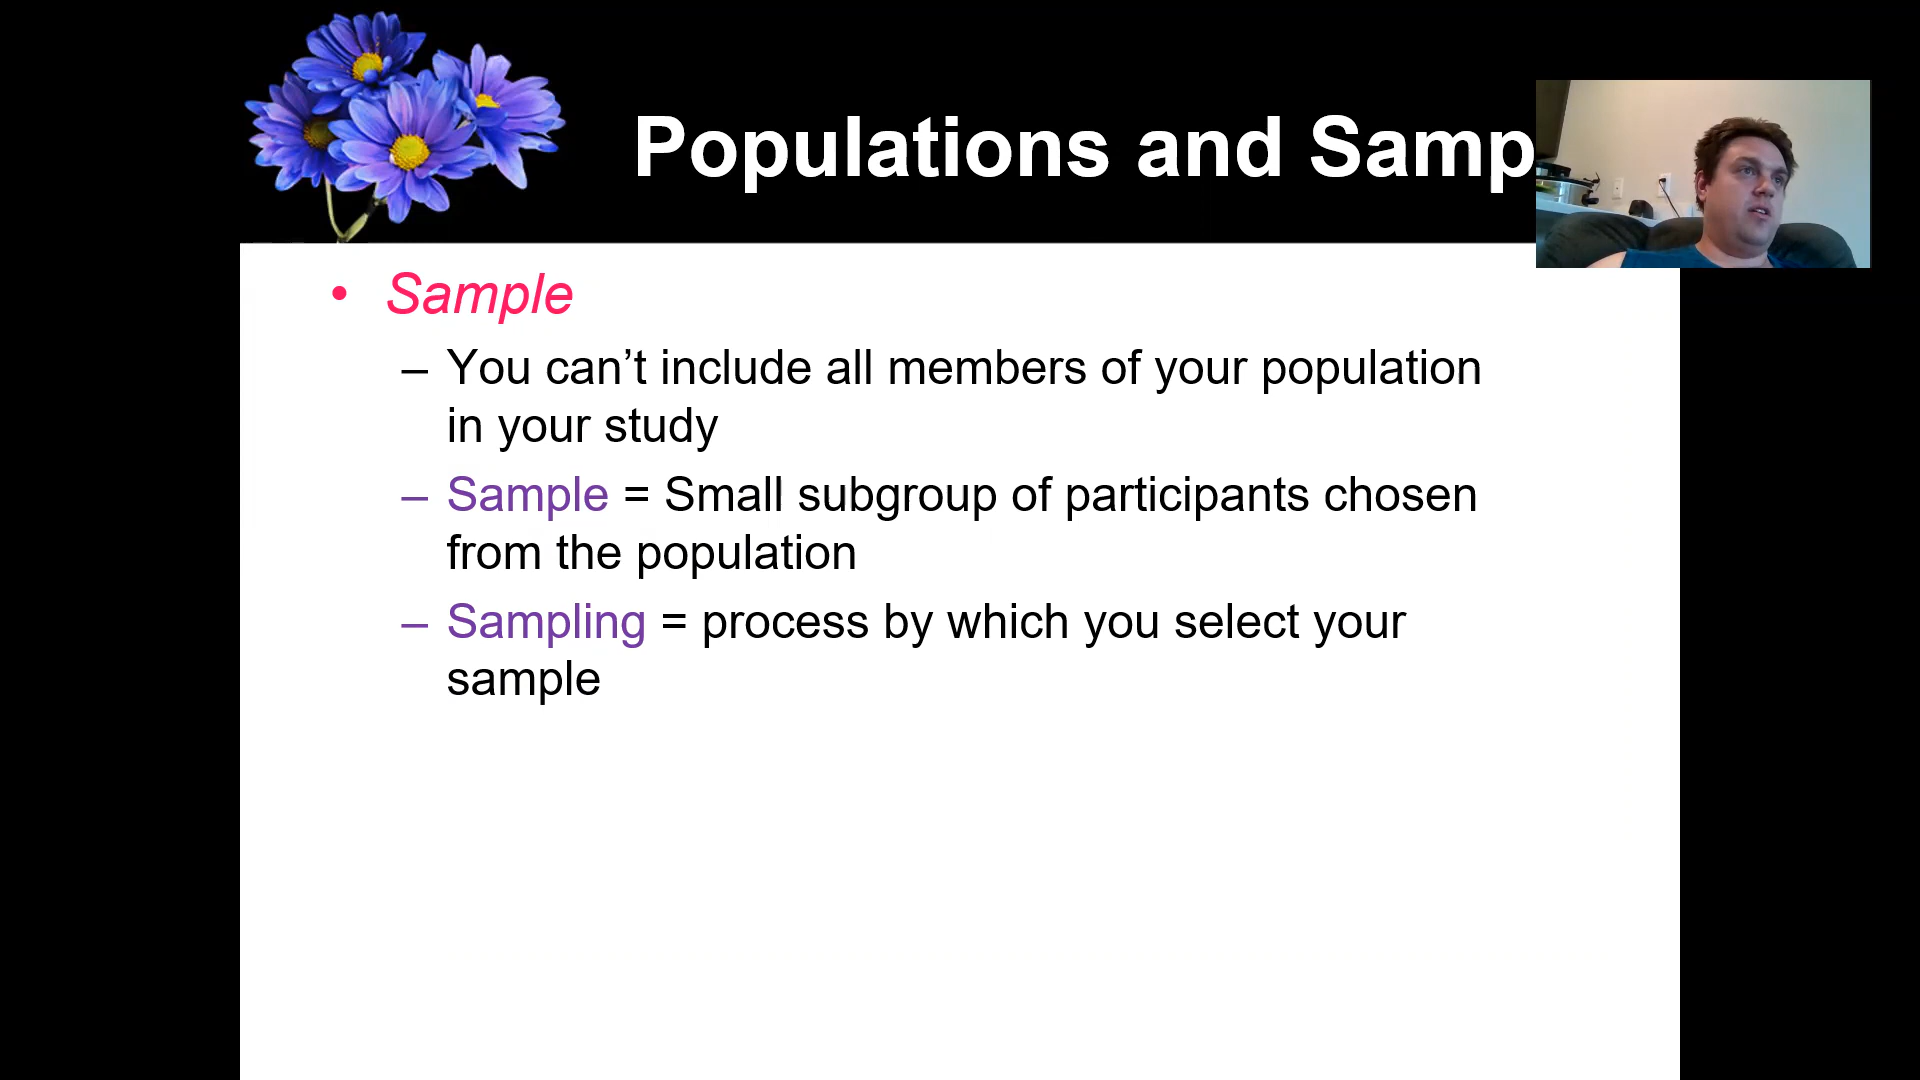 Populations and Samp
• Sample
– You can’t include all members of your population
in your study
– Sample = Small subgroup of participants chosen
from the population
– Sampling = process by which you select your
sample